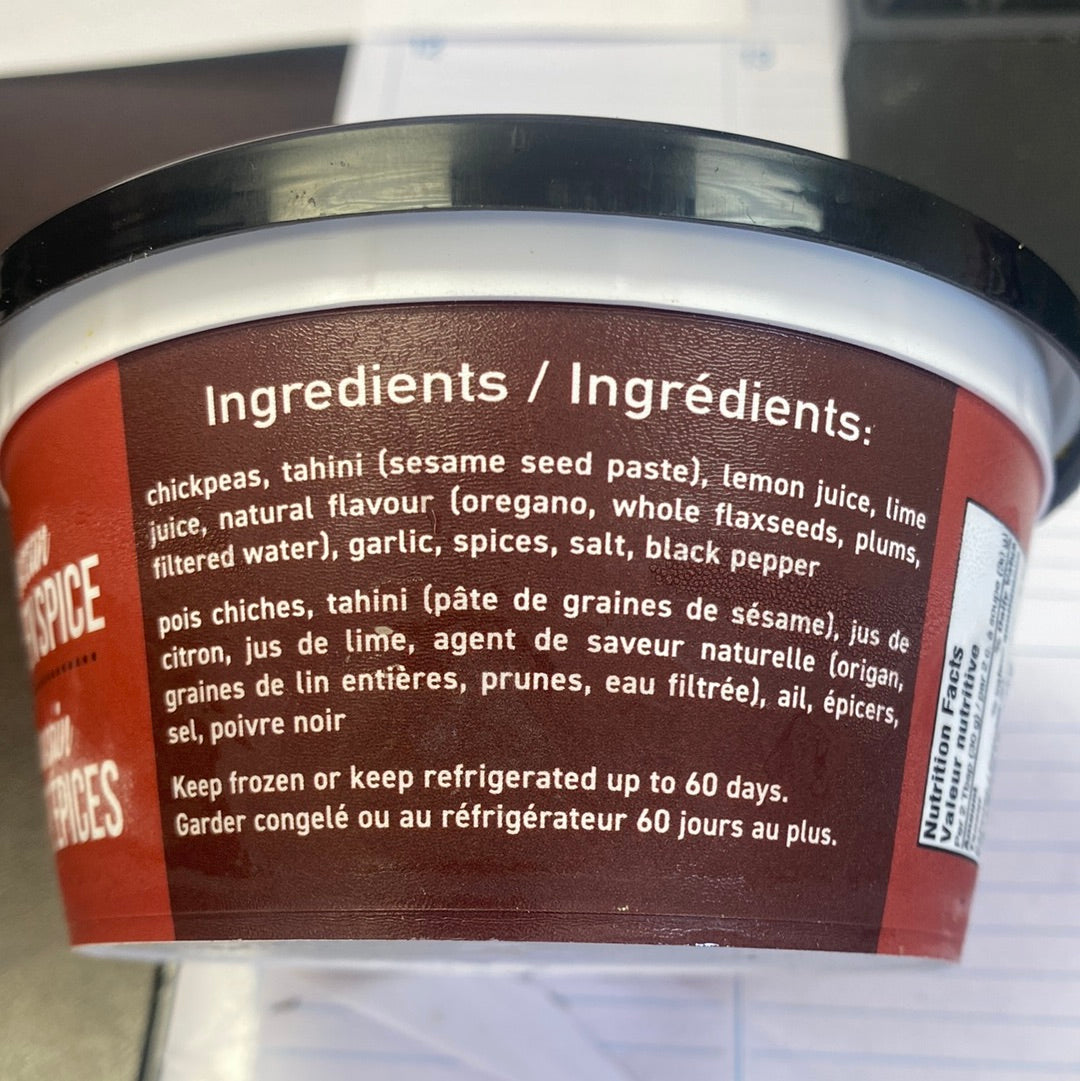 Ingredients / Ingrédients:
chickpeas, tahini (sesame seed paste), lemon juice, lime
juice, natural flavour (oregano, whole flaxseeds, plums,
filtered water), garlic, spices, salt, black pepper
pois chiches, tahini (pâte de graines de sésame), jus de
citron, jus de lime, agent de saveur naturelle (origan,
graines de lin entières, prunes, eau filtrée), ail, épicers,
sel, poivre noir
Keep frozen or keep refrigerated up to 60 days.
Garder congelé ou au réfrigérateur 60 jours au plus.
SPICE
ÉPICES
Nutrition Facts
Valeur nutritive